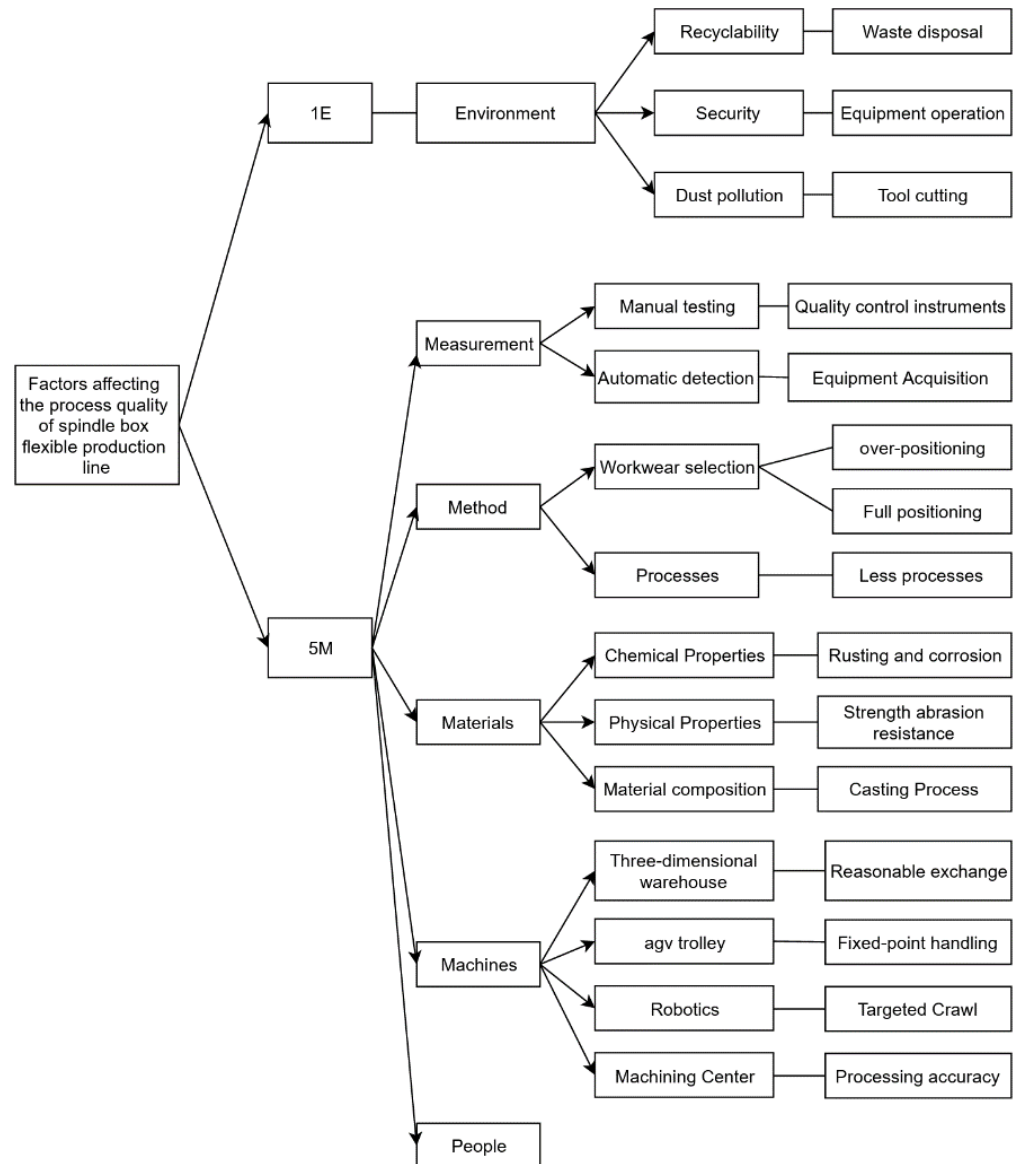 Recyclability
Waste disposal
1E
Environment
Security
Equipment operation
Dust pollution
Tool cutting
Manual testing
Quality control instruments
Measurement
Automatic detection
Equipment Acquisition
Factors affecting
the process quality
of spindle box
flexible production
line
over-positioning
Workwear selection
Method
Full positioning
Processes
Less processes
5M
Chemical Properties
Rusting and corrosion
Materials
Physical Properties
Strength abrasion
resistance
Material composition
Casting Process
Three-dimensional
warehouse
Reasonable exchange
agv trolley
Fixed-point handling
Machines
Robotics
Targeted Crawl
Machining Center
Processing accuracy
People